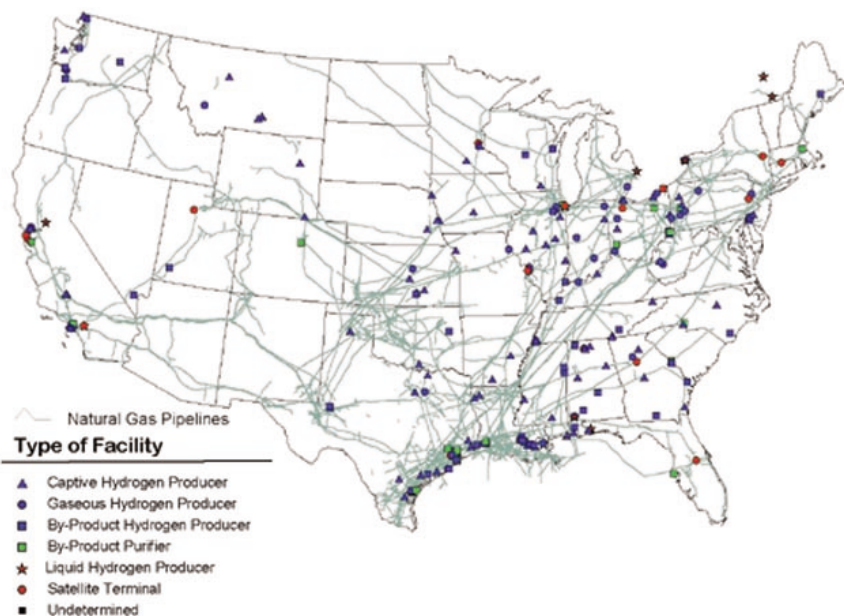 Natural Gas Pipelines
Type of Facility
Captive Hydrogen Producer
Gaseous Hydrogen Producer
By-Product Hydrogen Producer
By-Product Purifier
Liquid Hydrogen Producer
Satellite Terminal
Undetermined